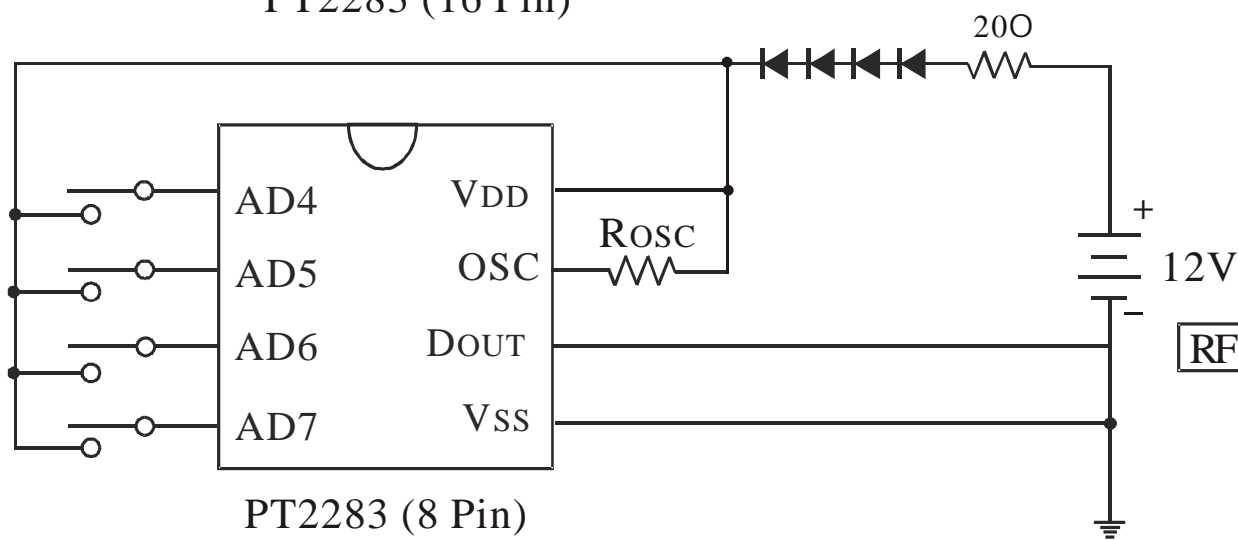 PT2283 (16 Pin)
20O
AD4
VDD
ROSC
AD5
OSC
+
12V
−
AD6
DOUT
RF
AD7
VSS
PT2283 (8 Pin)